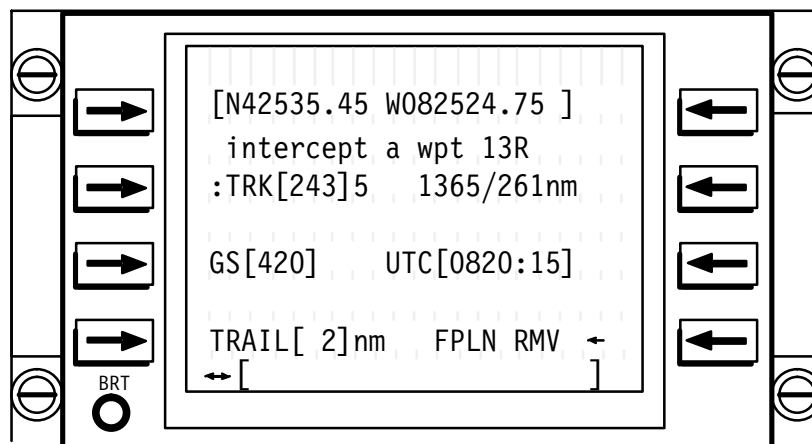 [N42535.45 W082524.75 ]
intercept a wpt 13R
:TRK[243]5 1365/261nm
GS[420] UTC[0820:15]
TRAIL[ 2]nm FPLN RMV ←
↔[ ]
BRT